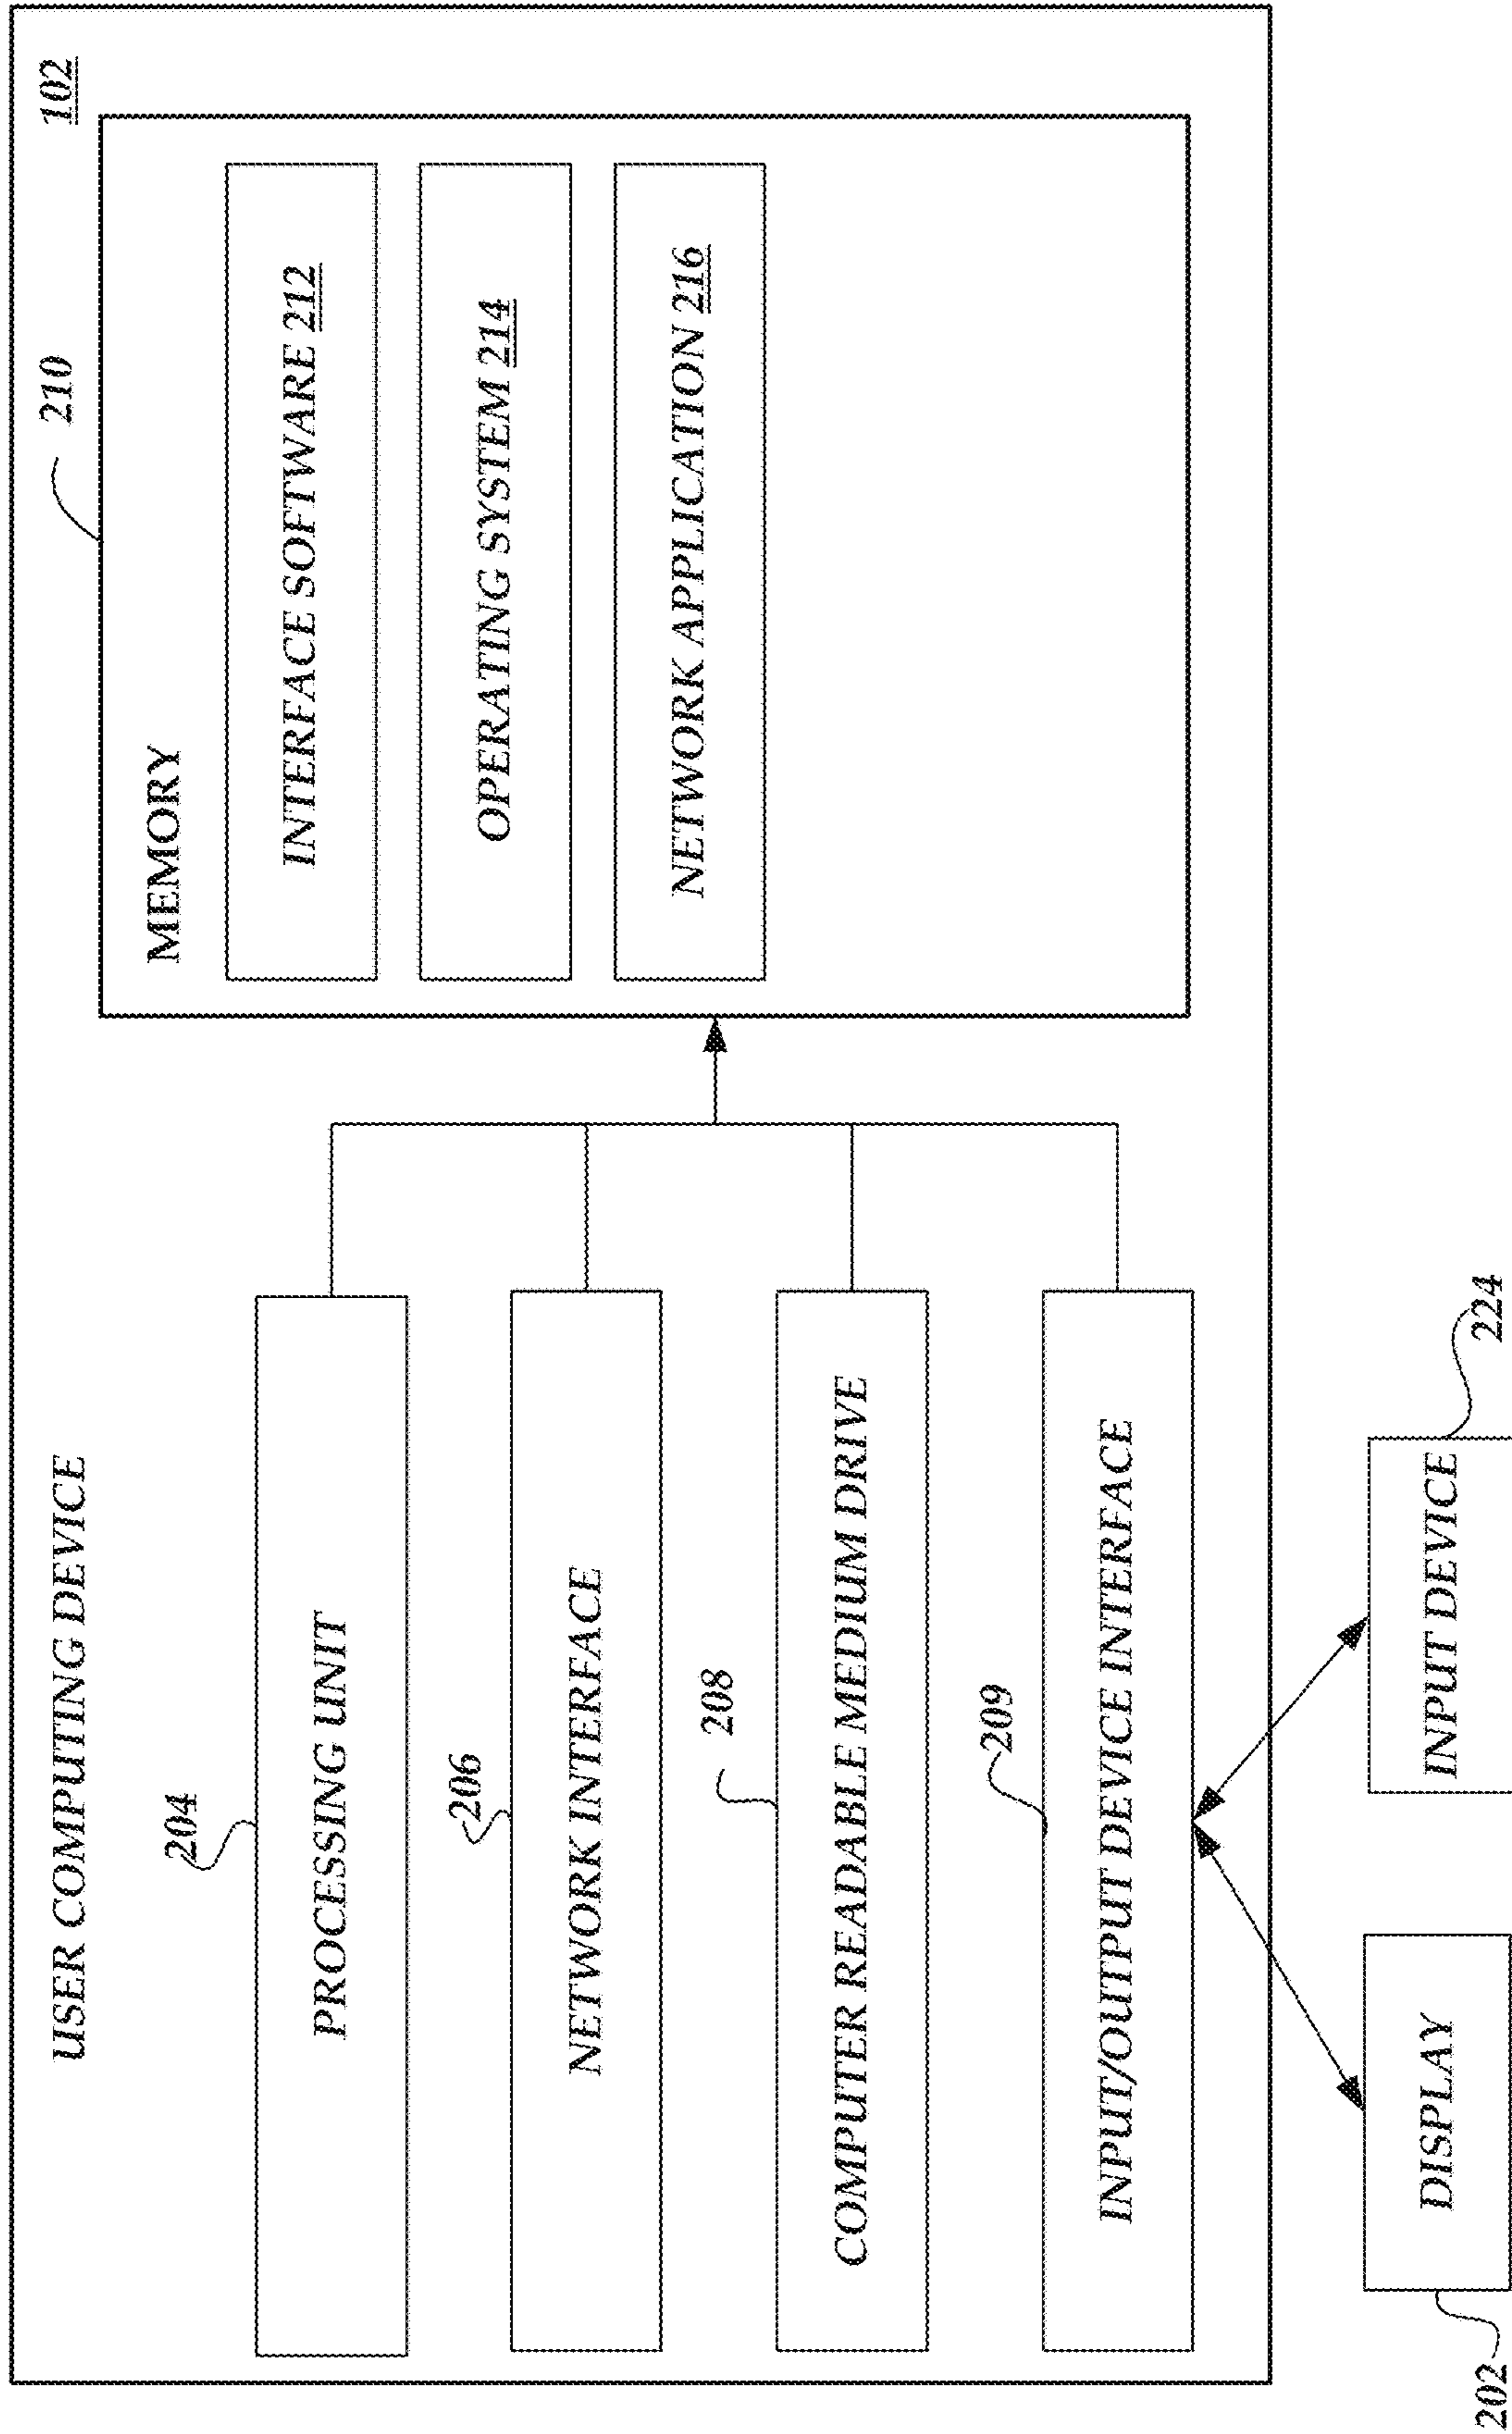 USER COMPUTING DEVICE
102
204
PROCESSING UNIT
206
NETWORK INTERFACE
208
COMPUTER READABLE MEDIUM DRIVE
209
INPUT/OUTPUT DEVICE INTERFACE
210
MEMORY
INTERFACE SOFTWARE 212
OPERATING SYSTEM 214
NETWORK APPLICATION 216
202
DISPLAY
INPUT DEVICE
224